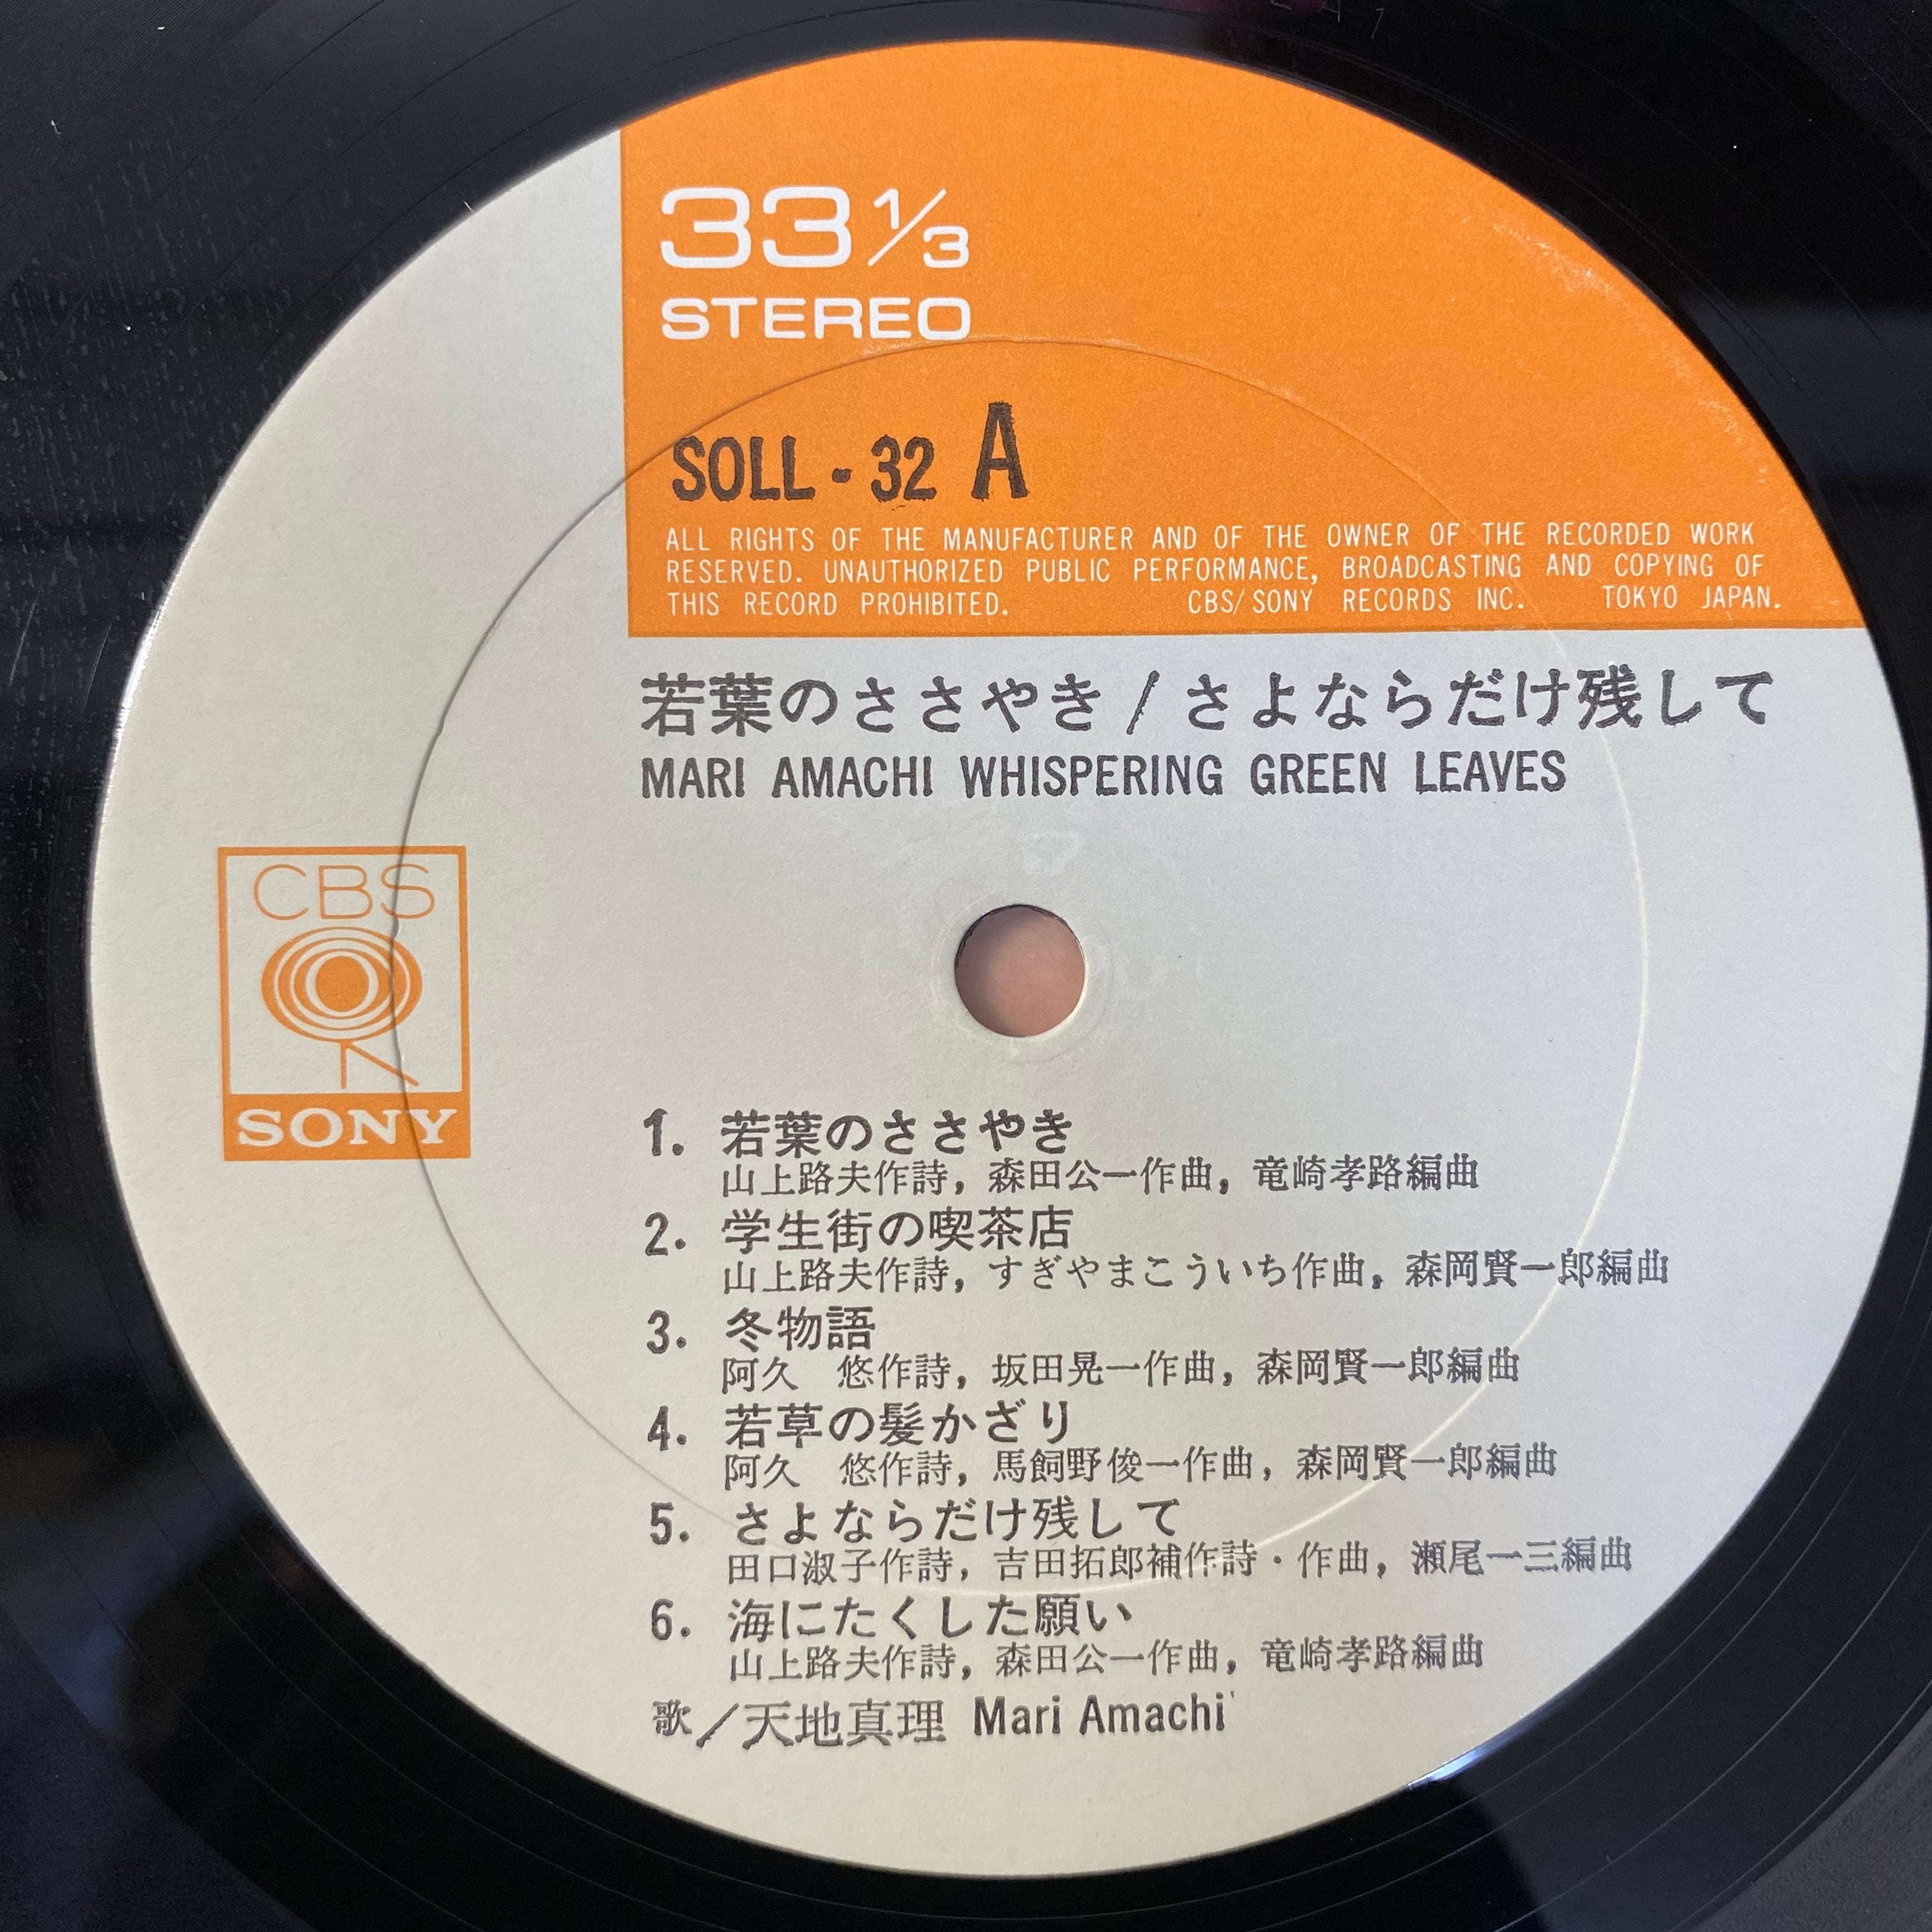 33 1/3
STEREO
SOLL-32 A
ALL RIGHTS OF THE MANUFACTURER AND OF THE OWNER OF THE RECORDED WORK
RESERVED. UNAUTHORIZED PUBLIC PERFORMANCE, BROADCASTING AND COPYING OF
THIS RECORD PROHIBITED. CBS/SONY RECORDS INC. TOKYO JAPAN.
若葉のささやき/さよならだけ残して
MARI AMACHI WHISPERING GREEN LEAVES
CBS
SONY
1. 若葉のささやき
山上路夫作詩, 森田公一作曲, 竜崎孝路編曲
2. 学生街の喫茶店
山上路夫作詩, すぎやまこういち作曲, 森岡賢一郎編曲
3. 冬物語
阿久 悠作詩, 坂田晃一作曲, 森岡賢一郎編曲
4. 若草の髪かざり
阿久 悠作詩, 馬飼野俊一作曲, 森岡賢一郎編曲
5. さよならだけ残して
田口淑子作詩, 吉田拓郎補作詩・作曲, 瀬尾一三編曲
6. 海にたくした願い
山上路夫作詩, 森田公一作曲, 竜崎孝路編曲
歌/天地真理 Mari Amachi